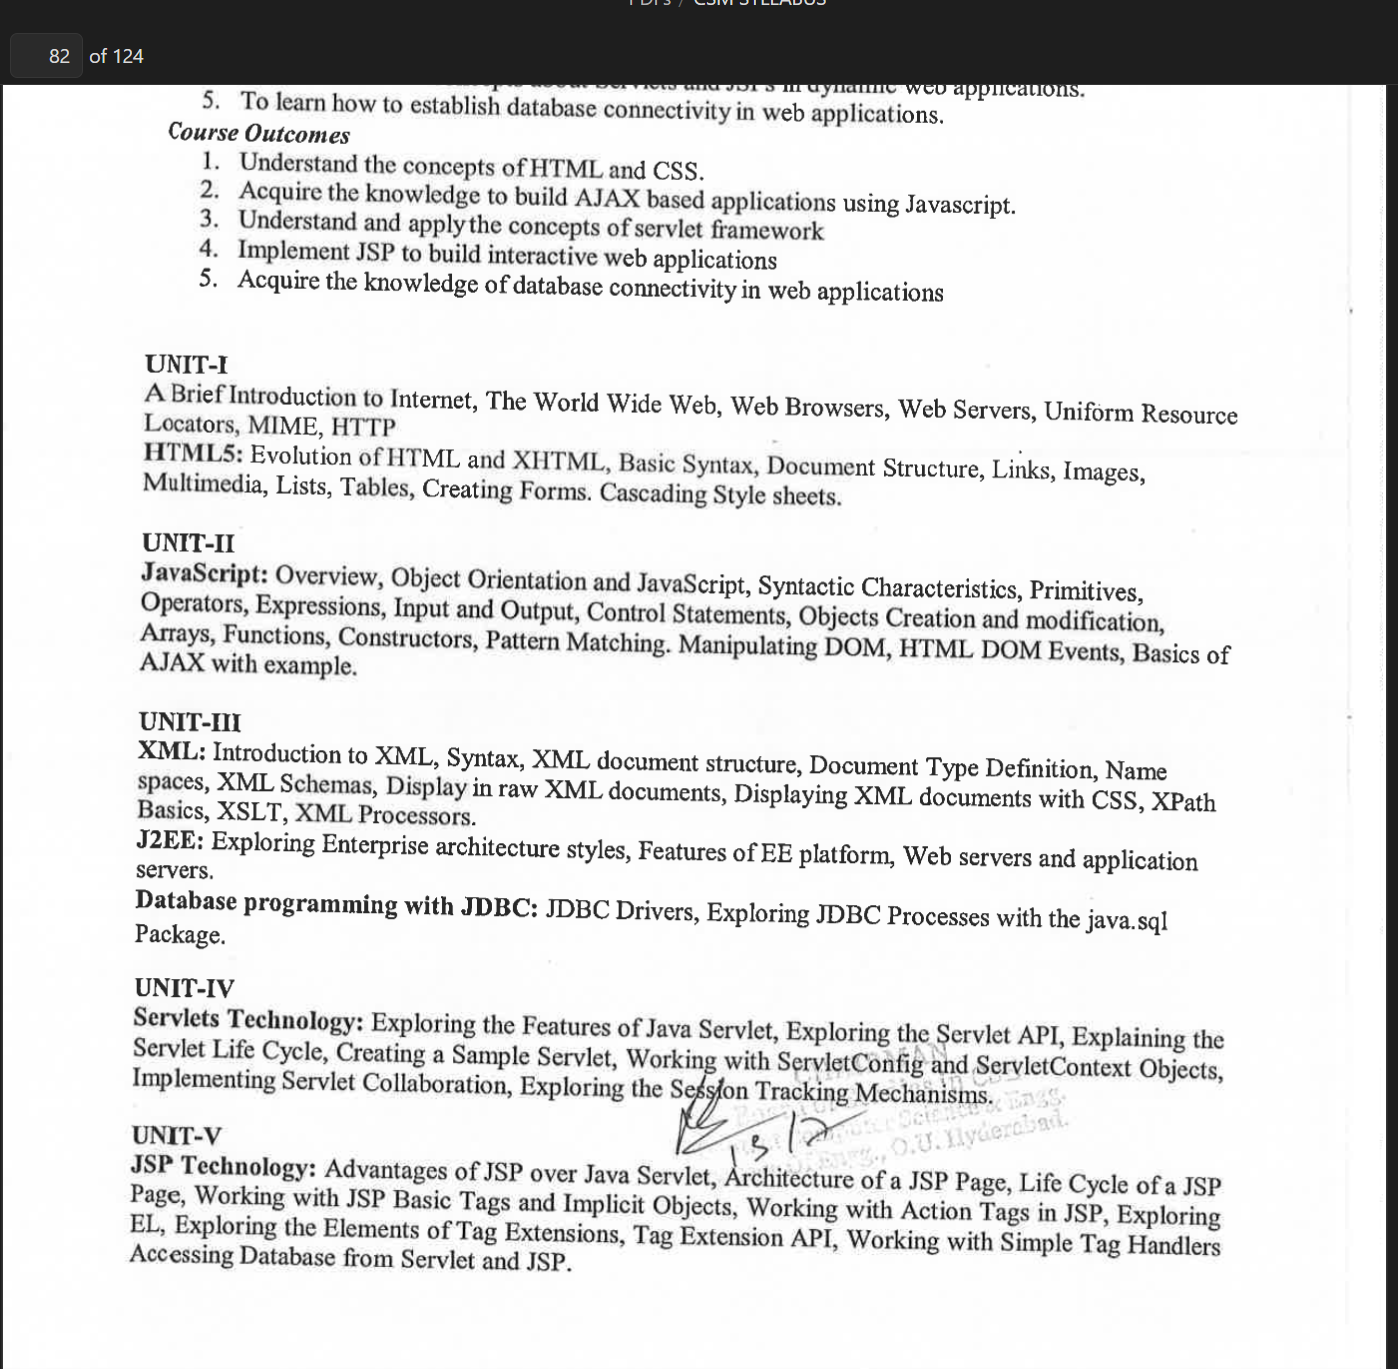 PDFs / CSM SYLLABUS
82 of 124
concepts about Servlets and JSP's in dynamic web applications.
5. To learn how to establish database connectivity in web applications.
Course Outcomes
1. Understand the concepts of HTML and CSS.
2. Acquire the knowledge to build AJAX based applications using Javascript.
3. Understand and apply the concepts of servlet framework
4. Implement JSP to build interactive web applications
5. Acquire the knowledge of database connectivity in web applications
UNIT-I
A Brief Introduction to Internet, The World Wide Web, Web Browsers, Web Servers, Uniform Resource
Locators, MIME, HTTP
HTML5: Evolution of HTML and XHTML, Basic Syntax, Document Structure, Links, Images,
Multimedia, Lists, Tables, Creating Forms. Cascading Style sheets.
UNIT-II
JavaScript: Overview, Object Orientation and JavaScript, Syntactic Characteristics, Primitives,
Operators, Expressions, Input and Output, Control Statements, Objects Creation and modification,
Arrays, Functions, Constructors, Pattern Matching. Manipulating DOM, HTML DOM Events, Basics of
AJAX with example.
UNIT-III
XML: Introduction to XML, Syntax, XML document structure, Document Type Definition, Name
spaces, XML Schemas, Display in raw XML documents, Displaying XML documents with CSS, XPath
Basics, XSLT, XML Processors.
J2EE: Exploring Enterprise architecture styles, Features of EE platform, Web servers and application
servers.
Database programming with JDBC: JDBC Drivers, Exploring JDBC Processes with the java.sql
Package.
UNIT-IV
Servlets Technology: Exploring the Features of Java Servlet, Exploring the Servlet API, Explaining the
Servlet Life Cycle, Creating a Sample Servlet, Working with ServletConfig and ServletContext Objects,
Implementing Servlet Collaboration, Exploring the Session Tracking Mechanisms.
Computer Science & Engg.
Engg., O.U. Hyderabad.
UNIT-V
JSP Technology: Advantages of JSP over Java Servlet, Architecture of a JSP Page, Life Cycle of a JSP
Page, Working with JSP Basic Tags and Implicit Objects, Working with Action Tags in JSP, Exploring
EL, Exploring the Elements of Tag Extensions, Tag Extension API, Working with Simple Tag Handlers
Accessing Database from Servlet and JSP.